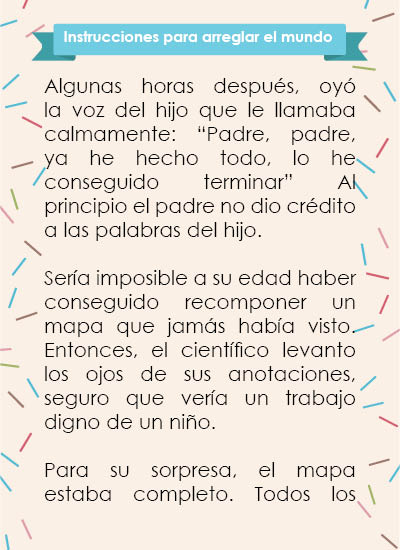 Instrucciones para arreglar el mundo
Algunas horas después, oyó
la voz del hijo que le llamaba
calmamente: “Padre, padre,
ya he hecho todo, lo he
conseguido terminar” Al
principio el padre no dio crédito
a las palabras del hijo.
Sería imposible a su edad haber
conseguido recomponer un
mapa que jamás había visto.
Entonces, el científico levanto
los ojos de sus anotaciones,
seguro que vería un trabajo
digno de un niño.
Para su sorpresa, el mapa
estaba completo. Todos los